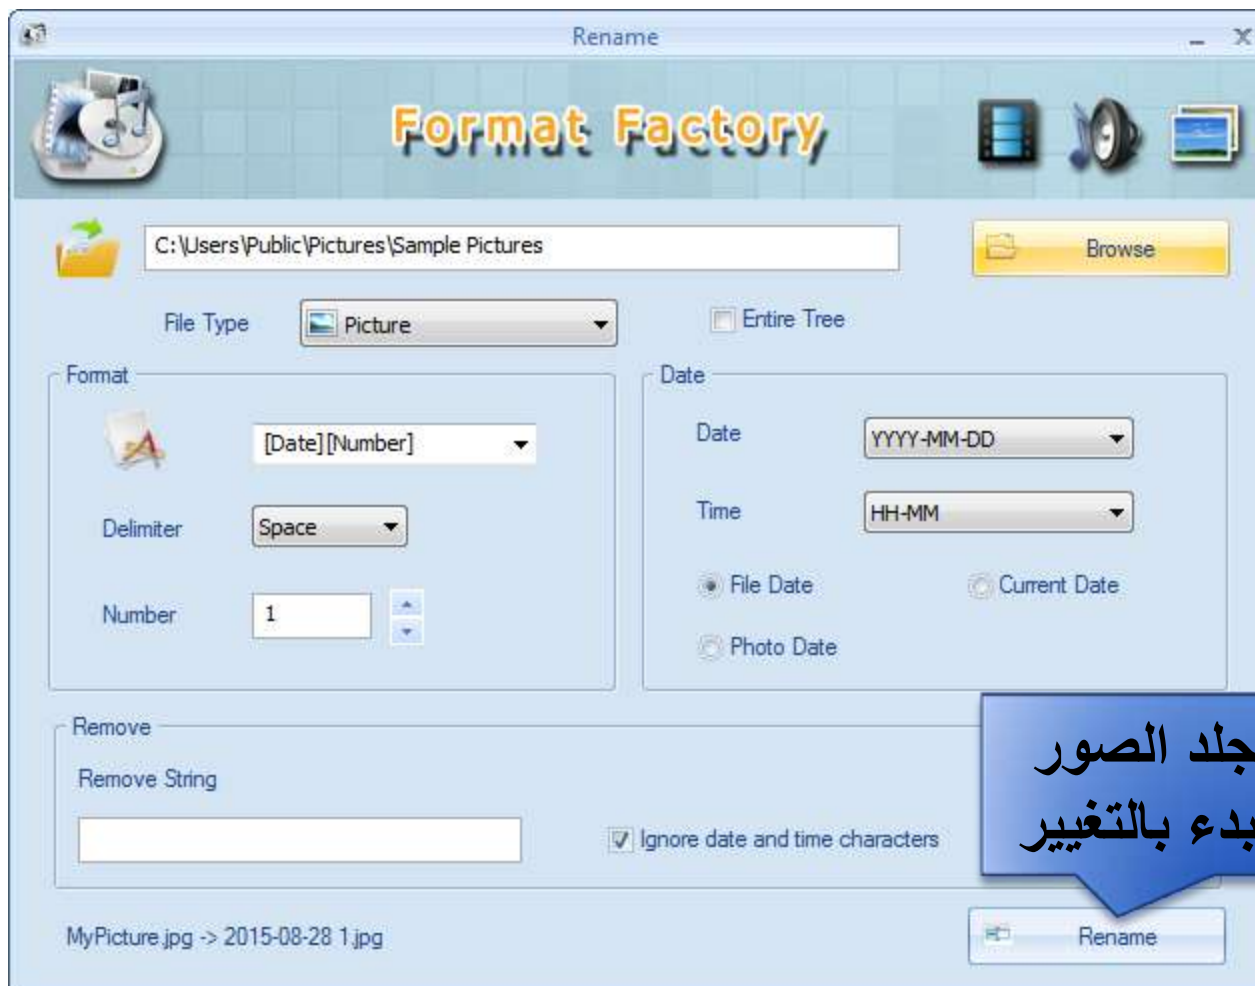 Rename
Format Factory
C:\Users\Public\Pictures\Sample Pictures
Browse
File Type
Picture
Entire Tree
Format
[Date][Number]
Delimiter
Space
Number
1
Date
Date
YYYY-MM-DD
Time
HH-MM
File Date
Current Date
Photo Date
Remove
Remove String
Ignore date and time characters
الصور
بالتغيير
MyPicture.jpg -> 2015-08-28 1.jpg
Rename